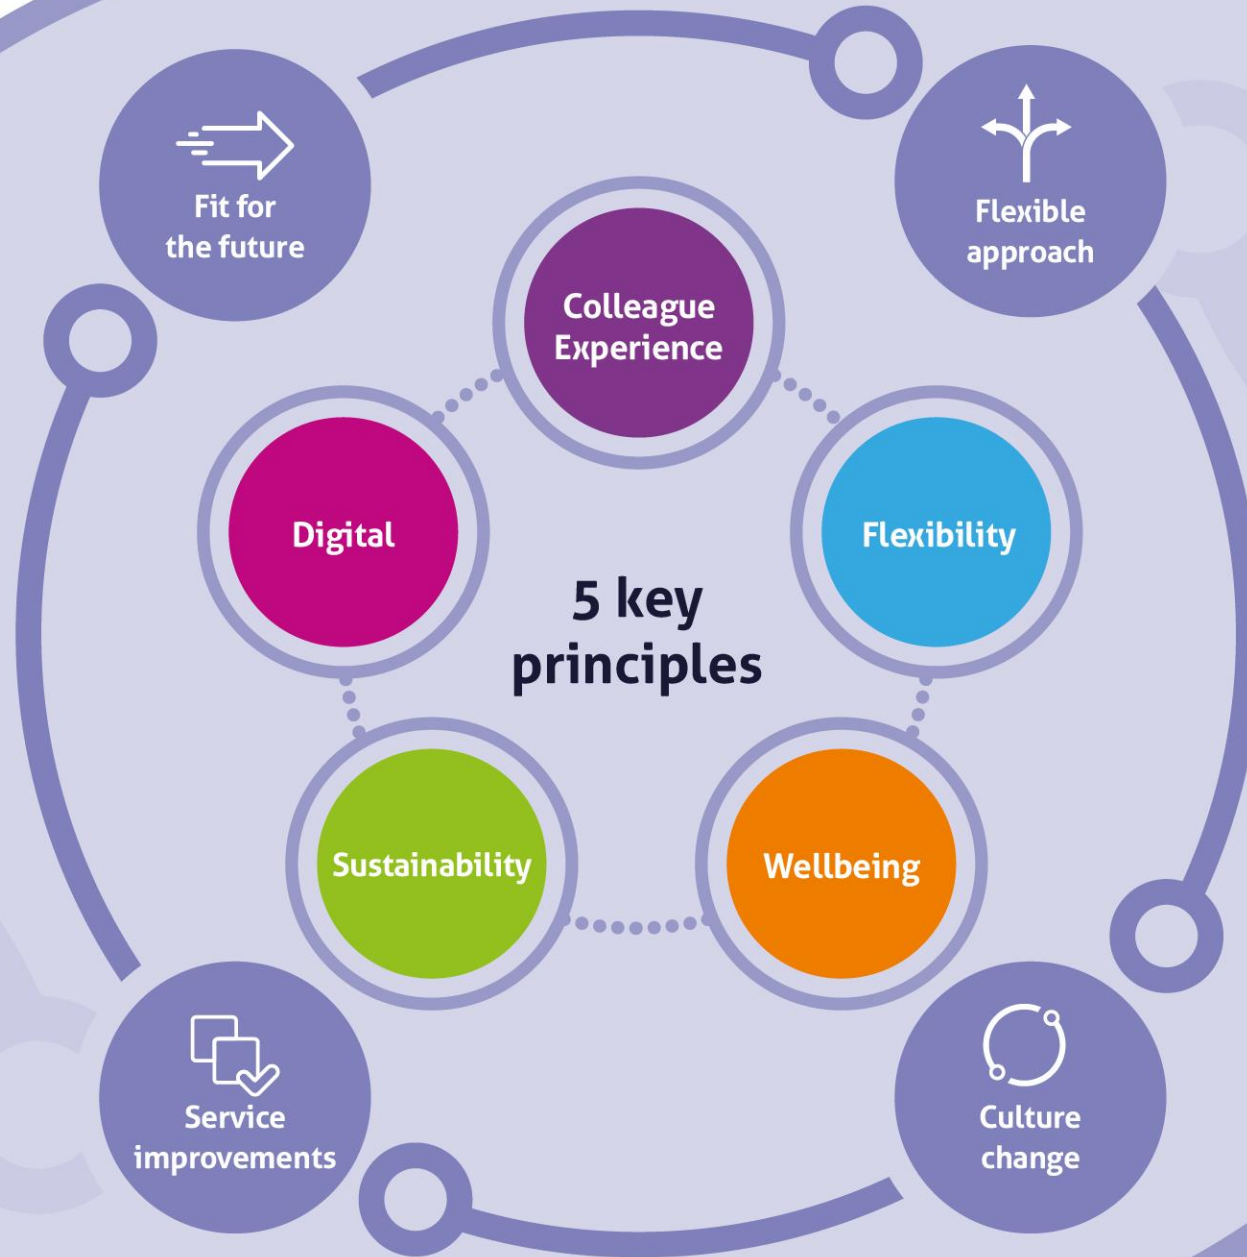 Fit for
the future
Flexible
approach
Colleague
Experience
Digital
Flexibility
5 key
principles
Sustainability
Wellbeing
Service
improvements
Culture
change